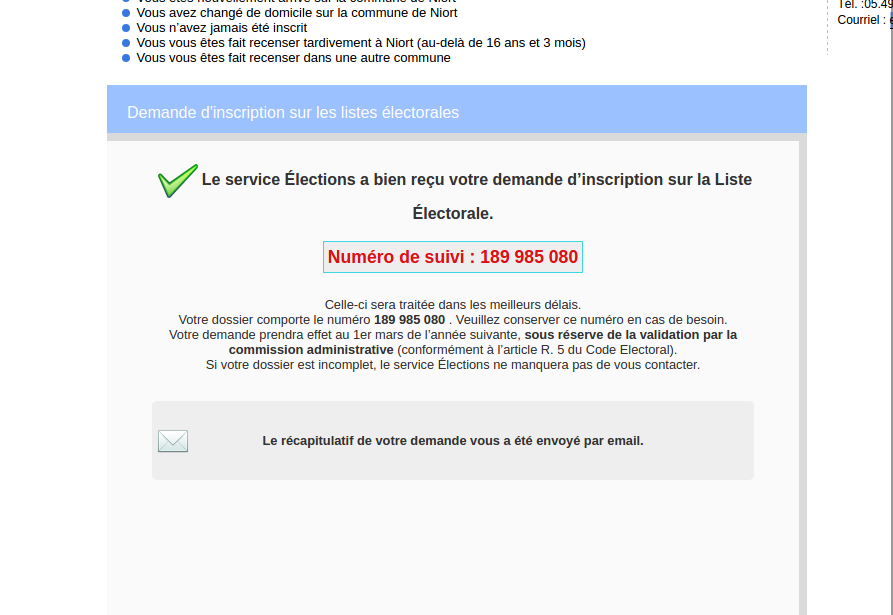 Vous êtes nouvellement arrivé sur la commune de Niort
Vous avez changé de domicile sur la commune de Niort
Vous n'avez jamais été inscrit
Vous vous êtes fait recenser tardivement à Niort (au-delà de 16 ans et 3 mois)
Vous vous êtes fait recenser dans une autre commune
Tél. :05.49
Courriel :
Demande d'inscription sur les listes électorales
Le service Élections a bien reçu votre demande d'inscription sur la Liste
Électorale.
Numéro de suivi : 189 985 080
Celle-ci sera traitée dans les meilleurs délais.
Votre dossier comporte le numéro 189 985 080 . Veuillez conserver ce numéro en cas de besoin.
Votre demande prendra effet au 1er mars de l'année suivante, sous réserve de la validation par la
commission administrative (conformément à l'article R. 5 du Code Electoral).
Si votre dossier est incomplet, le service Élections ne manquera pas de vous contacter.
Le récapitulatif de votre demande vous a été envoyé par email.